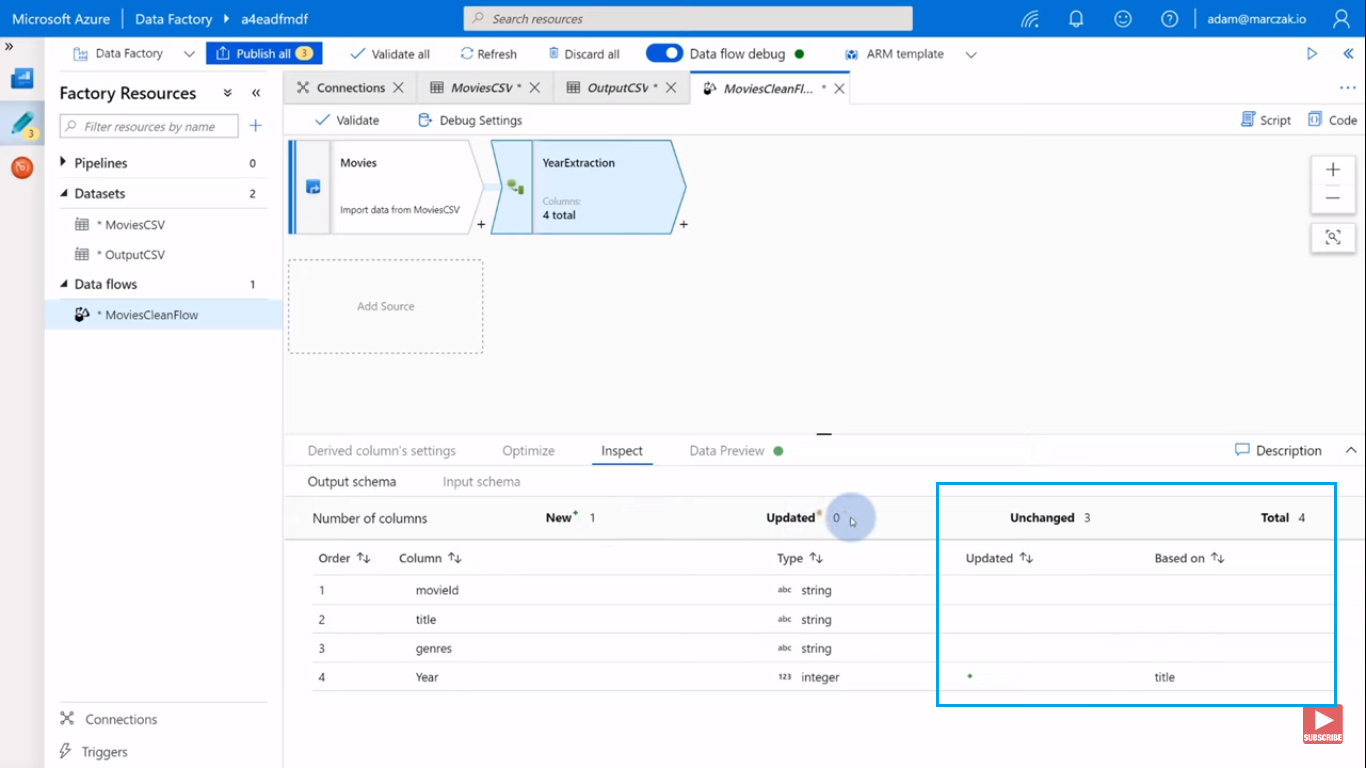 Microsoft Azure Data Factory a4eadfmdf Search resources adam@marczak.io
Data Factory Publish all 3 Validate all Refresh Discard all Data flow debug ARM template
Factory Resources
Filter resources by name
Pipelines 0
Datasets 2
* MoviesCSV
* OutputCSV
Data flows 1
* MoviesCleanFlow
Connections
Triggers
3
Connections MoviesCSV * OutputCSV * MoviesCleanFl... *
Validate Debug Settings Script Code
Movies
Import data from MoviesCSV
YearExtraction
Columns:
4 total
Add Source
Derived column's settings Optimize Inspect Data Preview Description
Output schema Input schema
Number of columns New 1 Updated 0 Unchanged 3 Total 4
Order Column Type Updated Based on
1 movieId abc string
2 title abc string
3 genres abc string
4 Year 123 integer title
SUBSCRIBE